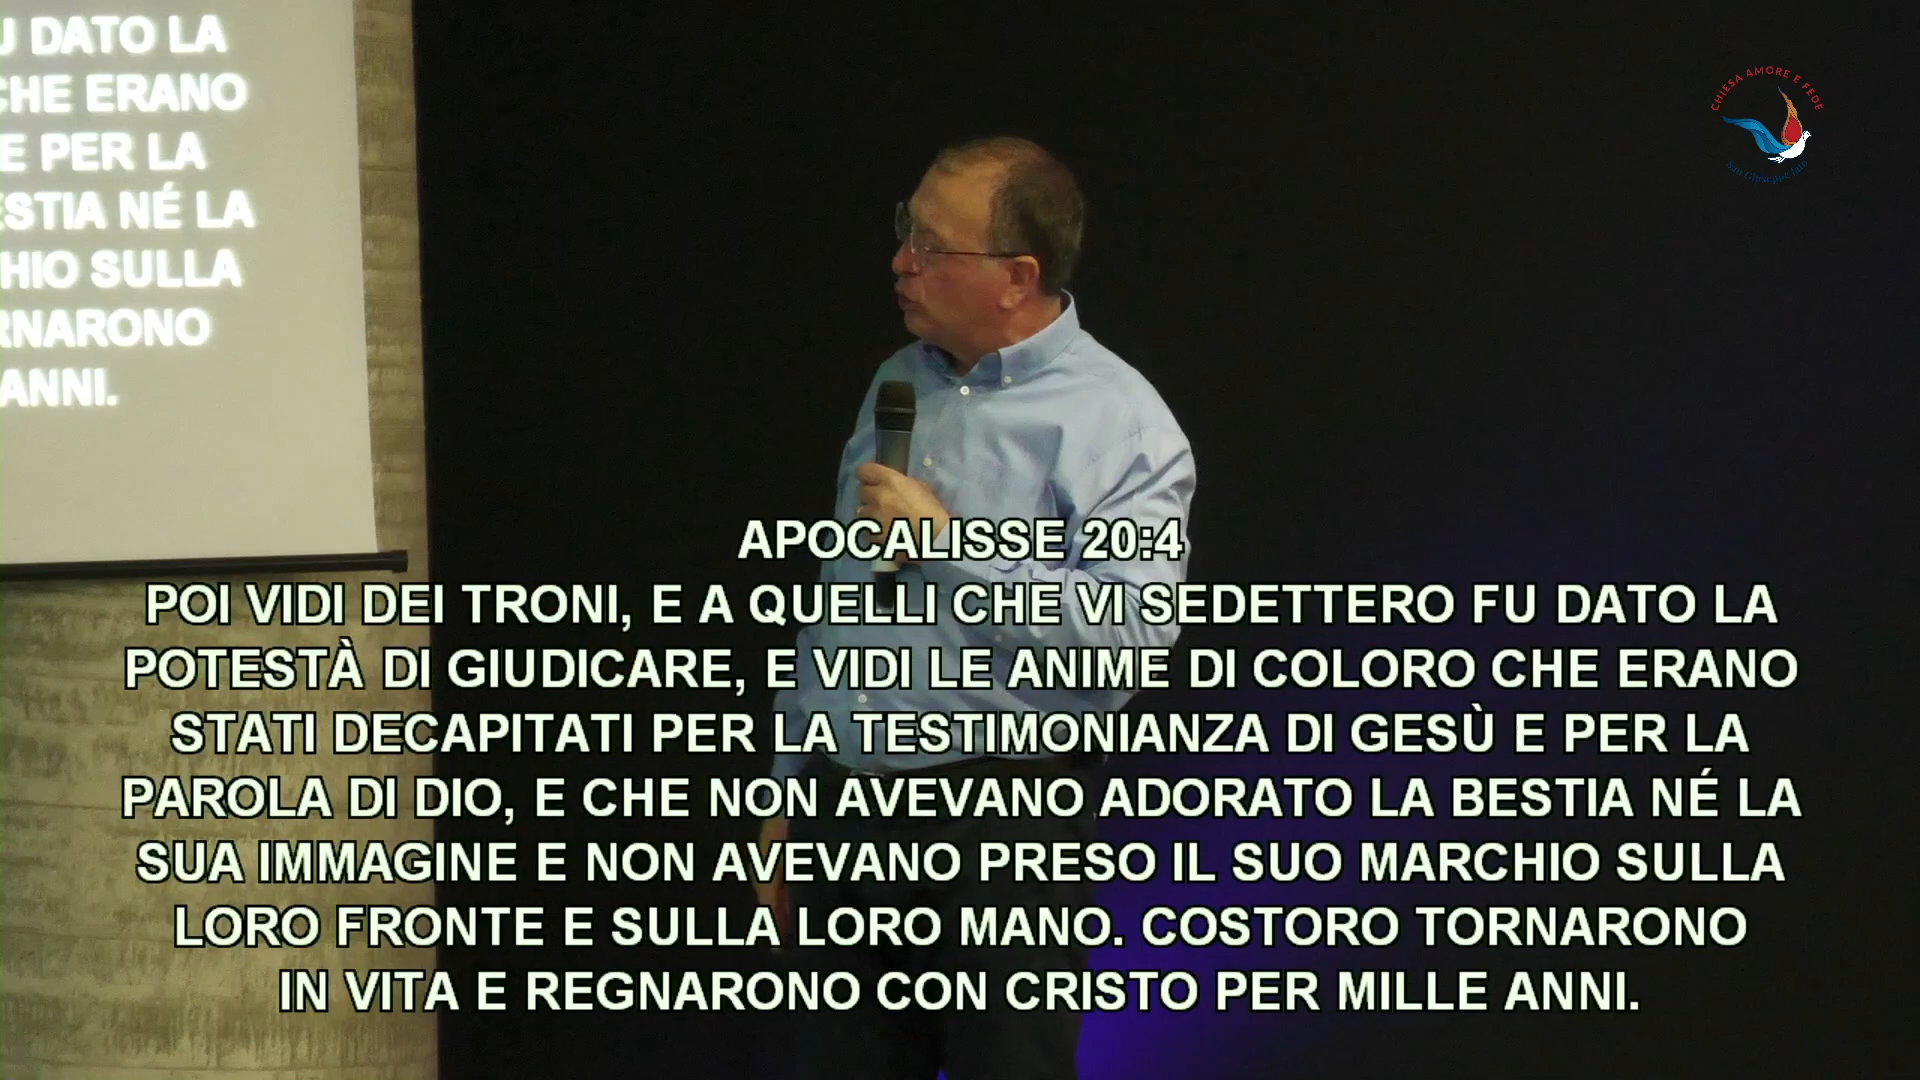 U DATO LA
CHE ERANO
E PER LA
ESTIA NÉ LA
HIO SULLA
RNARONO
ANNI.
CHIESA AMORE E FEDE
San Giuseppe Jato
APOCALISSE 20:4
POI VIDI DEI TRONI, E A QUELLI CHE VI SEDETTERO FU DATO LA
POTESTÀ DI GIUDICARE, E VIDI LE ANIME DI COLORO CHE ERANO
STATI DECAPITATI PER LA TESTIMONIANZA DI GESÙ E PER LA
PAROLA DI DIO, E CHE NON AVEVANO ADORATO LA BESTIA NÉ LA
SUA IMMAGINE E NON AVEVANO PRESO IL SUO MARCHIO SULLA
LORO FRONTE E SULLA LORO MANO. COSTORO TORNARONO
IN VITA E REGNARONO CON CRISTO PER MILLE ANNI.